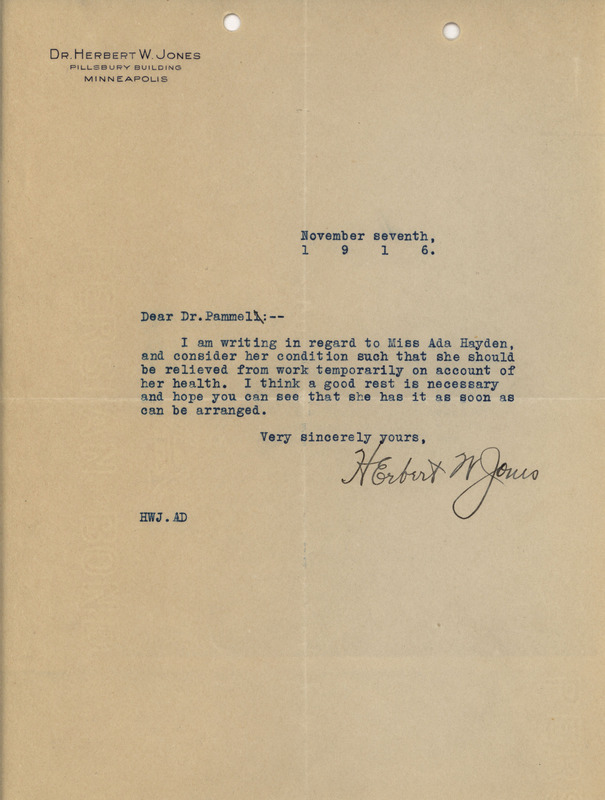 DR. HERBERT W. JONES
PILLSBURY BUILDING
MINNEAPOLIS
November seventh,
1 9 1 6.
Dear Dr. Pammel:--
I am writing in regard to Miss Ada Hayden,
and consider her condition such that she should
be relieved from work temporarily on account of
her health. I think a good rest is necessary
and hope you can see that she has it as soon as
can be arranged.
Very sincerely yours,
HErbert W Jones
HWJ.AD